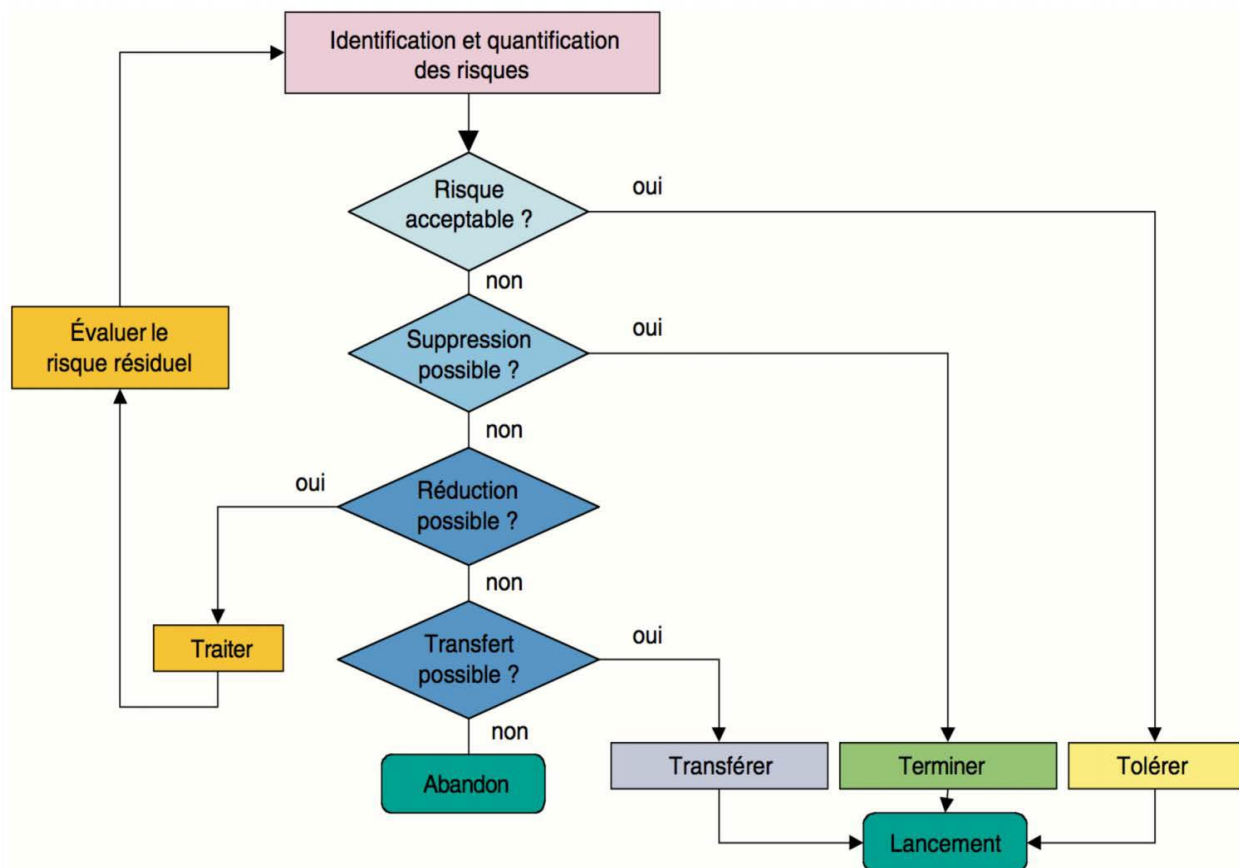 Identification et quantification
des risques
Risque
acceptable ?
oui
non
Évaluer le
risque résiduel
Suppression
possible ?
oui
non
oui
Réduction
possible ?
non
Traiter
Transfert
possible ?
oui
non
Abandon
Transférer
Terminer
Tolérer
Lancement